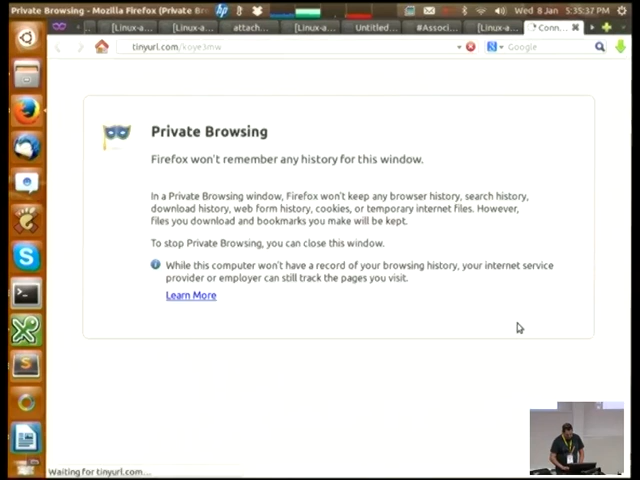 Private Browsing - Mozilla Firefox (Private Br
Wed 8 Jan 5:35:37 PM
[Linux-a...
[Linux-a...
attach...
[Linux-a...
Untitled...
#Associ...
[Linux-a...
Conn...
tinyurl.com/
Google
Private Browsing
Firefox won't remember any history for this window.
In a Private Browsing window, Firefox won't keep any browser history, search history,
download history, web form history, cookies, or temporary internet files. However,
files you download and bookmarks you make will be kept.
To stop Private Browsing, you can close this window.
While this computer won't have a record of your browsing history, your internet service
provider or employer can still track the pages you visit.
Learn More
Waiting for tinyurl.com...